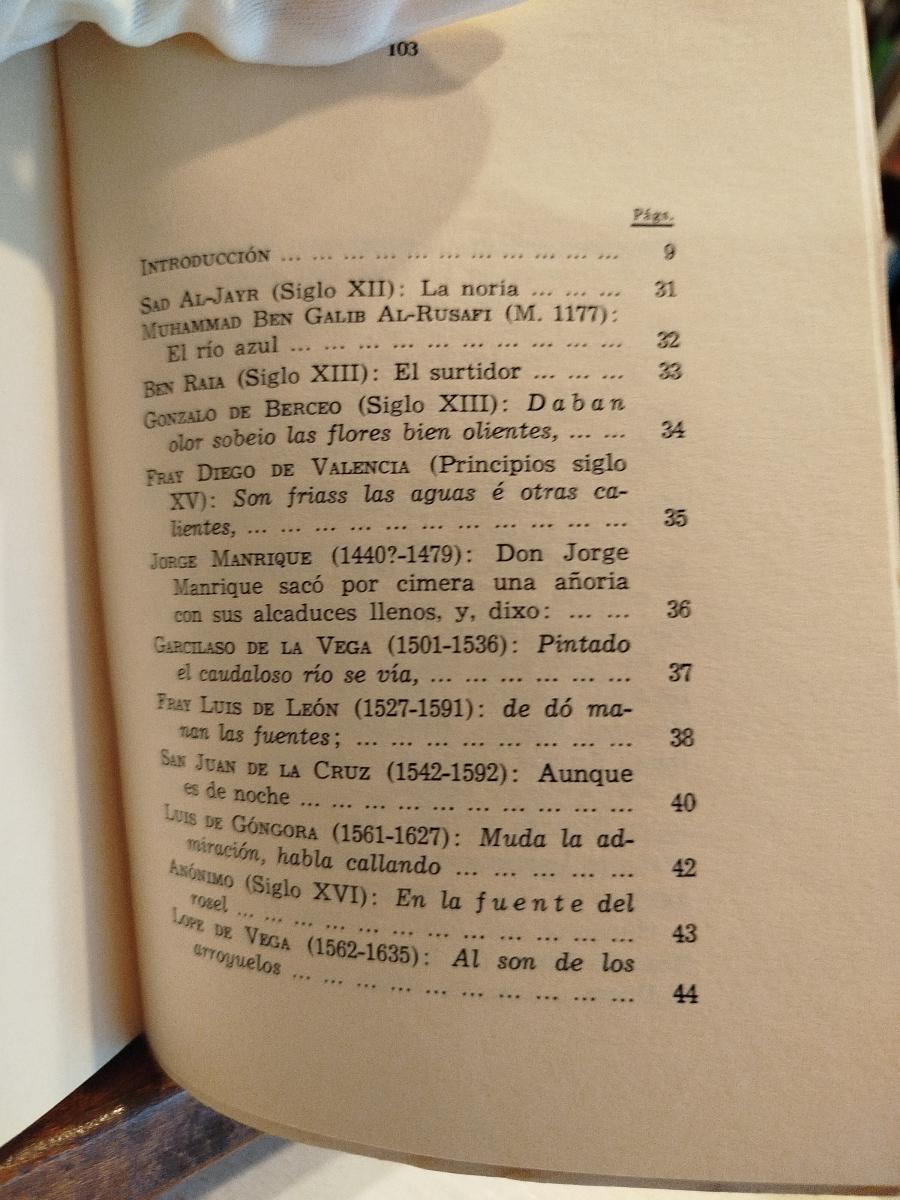 103
Págs.
INTRODUCCIÓN ... ... ... ... ... ... ... ... ... ... ... 9
SAD AL-JAYR (Siglo XII): La noria ... ... ... 31
MUHAMMAD BEN GALIB AL-RUSAFI (M. 1177):
El río azul ... ... ... ... ... ... ... ... ... ... 32
BEN RAIA (Siglo XIII): El surtidor ... ... ... 33
GONZALO DE BERCEO (Siglo XIII): Daban
olor sobeio las flores bien olientes, ... ... 34
FRAY DIEGO DE VALENCIA (Principios siglo
XV): Son friass las aguas é otras ca-
lientes, ... ... ... ... ... ... ... ... ... ... ... ... 35
JORGE MANRIQUE (1440?-1479): Don Jorge
Manrique sacó por cimera una añoria
con sus alcaduces llenos, y, dixo: ... ... 36
GARCILASO DE LA VEGA (1501-1536): Pintado
el caudaloso río se vía, ... ... ... ... ... ... 37
FRAY LUIS DE LEÓN (1527-1591): de dó ma-
nan las fuentes; ... ... ... ... ... ... ... ... ... 38
SAN JUAN DE LA CRUZ (1542-1592): Aunque
es de noche ... ... ... ... ... ... ... ... ... ... ... 40
LUIS DE GÓNGORA (1561-1627): Muda la ad-
miración, habla callando ... ... ... ... ... ... 42
ANÓNIMO (Siglo XVI): En la fuente del
rosel ... ... ... ... ... ... ... ... ... ... ... ... ... 43
LOPE DE VEGA (1562-1635): Al son de los
arroyuelos ... ... ... ... ... ... ... ... ... ... ... 44